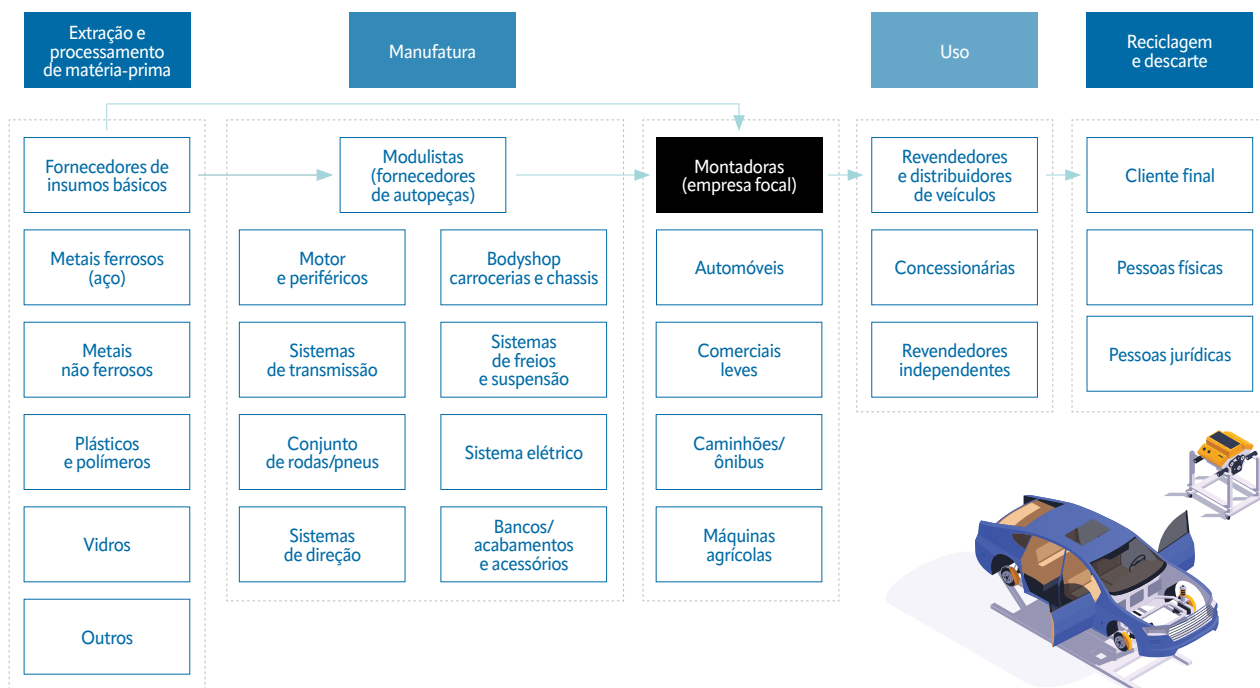 Extração e
processamento
de matéria-prima
Manufatura
Uso
Reciclagem
e descarte
Fornecedores de
insumos básicos
Metais ferrosos
(aço)
Metais
não ferrosos
Plásticos
e polímeros
Vidros
Outros
Modulistas
(fornecedores
de autopeças)
Motor
e periféricos
Bodyshop
carrocerias e chassis
Sistemas
de transmissão
Sistemas
de freios
e suspensão
Conjunto
de rodas/pneus
Sistema elétrico
Sistemas
de direção
Bancos/
acabamentos
e acessórios
Montadoras
(empresa focal)
Automóveis
Comerciais
leves
Caminhões/
ônibus
Máquinas
agrícolas
Revendedores
e distribuidores
de veículos
Concessionárias
Revendedores
independentes
Cliente final
Pessoas físicas
Pessoas jurídicas